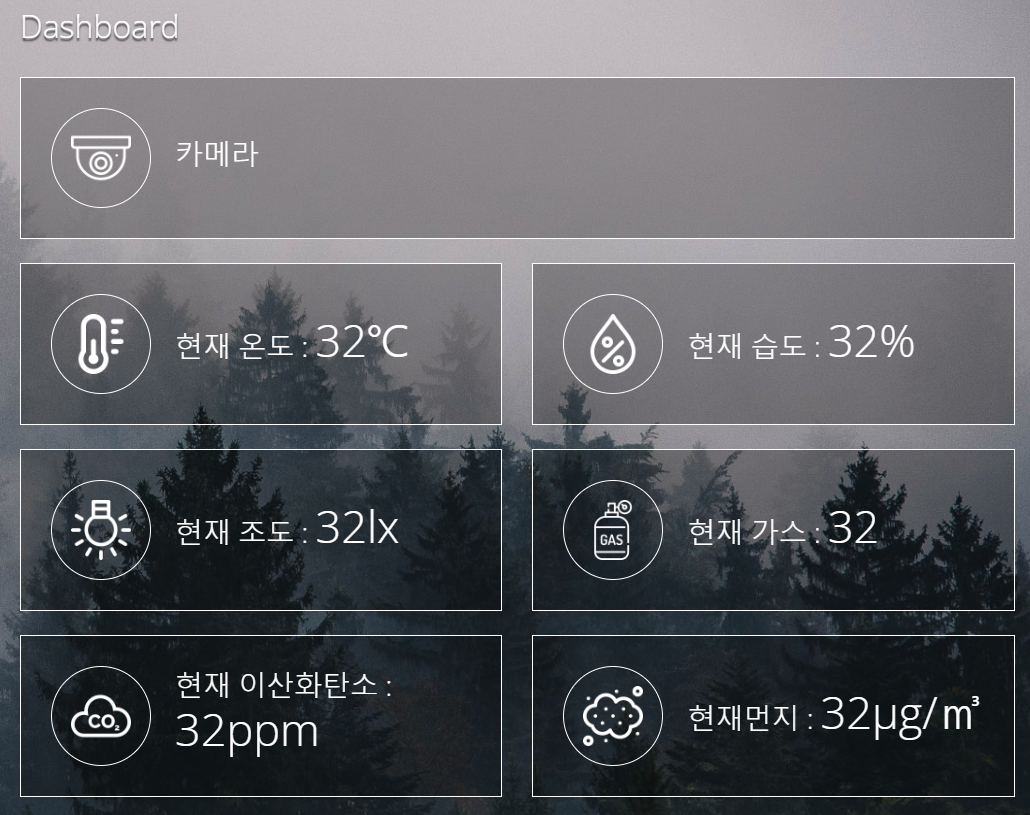 Dashboard
카메라
현재 온도 : 32℃
현재 습도 : 32%
현재 조도 : 32lx
GAS
현재 가스 : 32
CO₂
현재 이산화탄소 :
32ppm
현재먼지 : 32µg/㎥